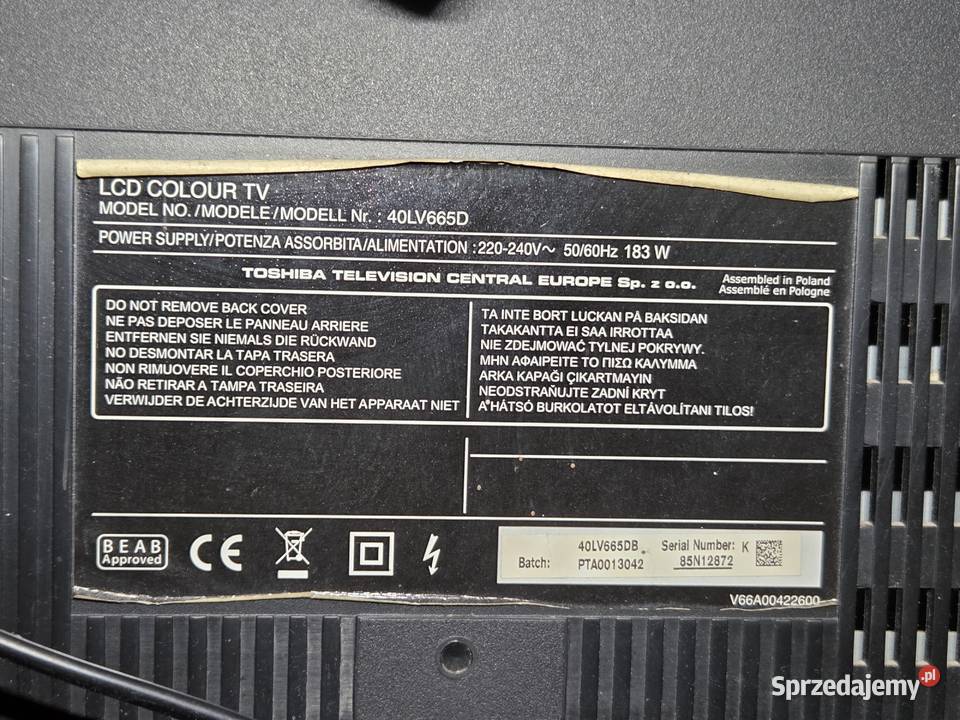 LCD COLOUR TV
MODEL NO./MODELE/MODELL Nr. : 40LV665D
POWER SUPPLY/POTENZA ASSORBITA/ALIMENTATION :220-240V~ 50/60Hz 183 W
TOSHIBA TELEVISION CENTRAL EUROPE Sp. z o.o.
Assembled in Poland
Assemblé en Pologne
DO NOT REMOVE BACK COVER
NE PAS DEPOSER LE PANNEAU ARRIERE
ENTFERNEN SIE NIEMALS DIE RÜCKWAND
NO DESMONTAR LA TAPA TRASERA
NON RIMUOVERE IL COPERCHIO POSTERIORE
NÃO RETIRAR A TAMPA TRASEIRA
VERWIJDER DE ACHTERZIJDE VAN HET APPARAAT NIET
TA INTE BORT LUCKAN PÅ BAKSIDAN
TAKAKANTTA EI SAA IRROTTAA
NIE ZDEJMOWAĆ TYLNEJ POKRYWY.
ΜΗΝ ΑΦΑΙΡΕΙΤΕ ΤΟ ΠΙΣΩ ΚΑΛΥΜΜΑ
ARKA KAPAĞI ÇIKARTMAYIN
NEODSTRAŇUJTE ZADNÍ KRYT
A HÁTSÓ BURKOLATOT ELTÁVOLÍTANI TILOS!
BEAB
Approved
CE
40LV665DB
Batch: PTA0013042
Serial Number: K
85N12872
V66A00422600
Sprzedajemy.pl